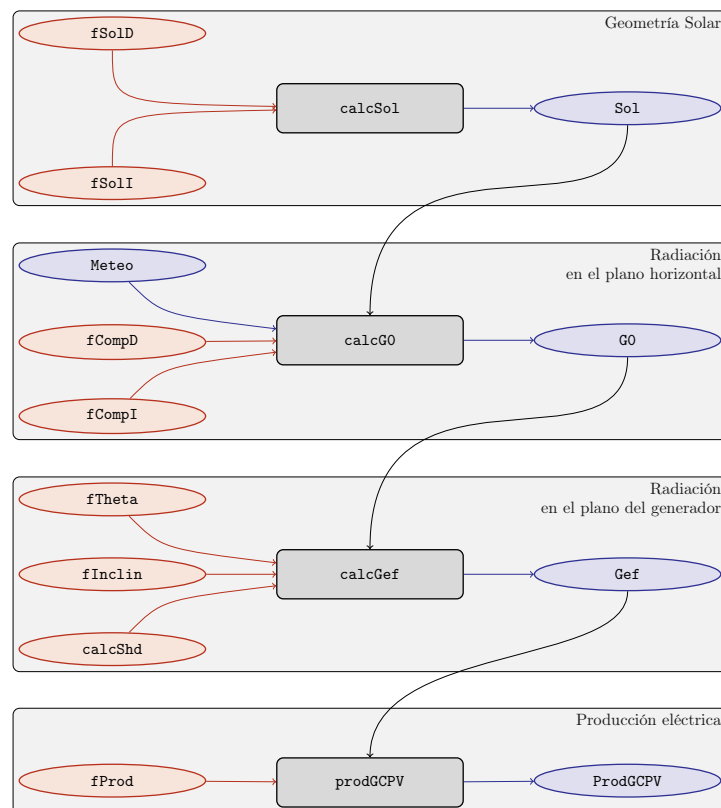 Geometría Solar
fSolD
calcSol
Sol
fSolI
Radiación
en el plano horizontal
Meteo
fCompD
calcG0
G0
fCompI
Radiación
en el plano del generador
fTheta
fInclin
calcGef
Gef
calcShd
Producción eléctrica
fProd
prodGCPV
ProdGCPV